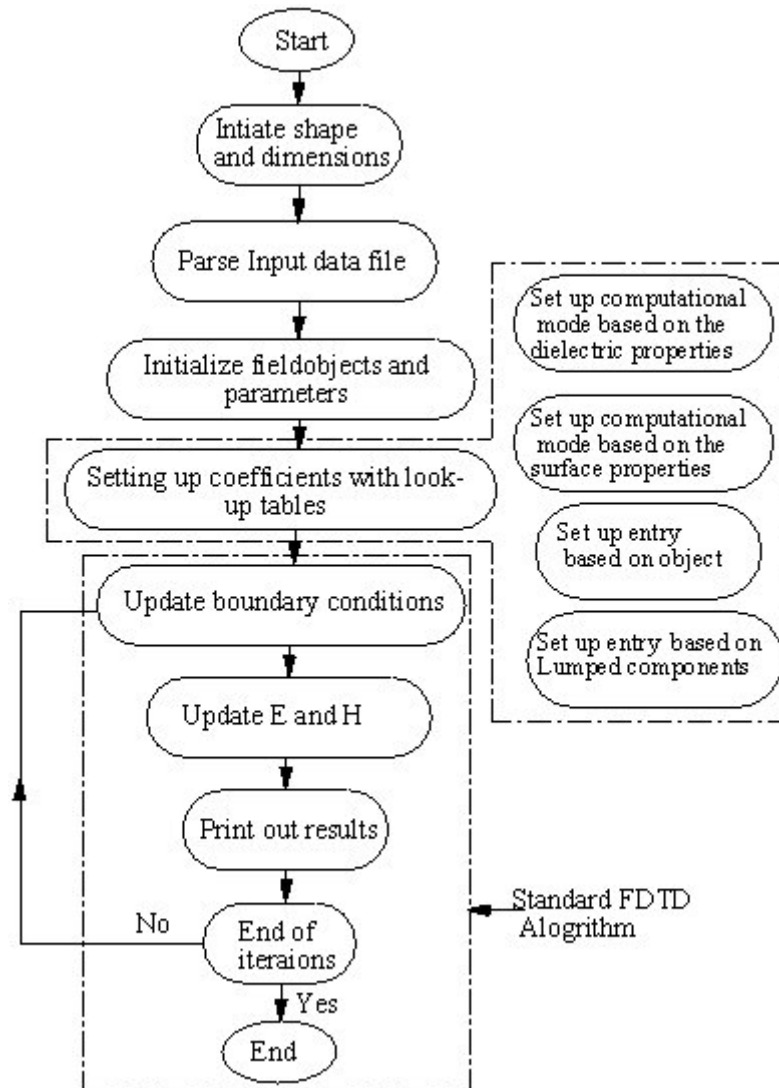 Start
Intiate shape
and dimensions
Parse Input data file
Initialize fieldobjects and
parameters
Setting up coefficients with look-
up tables
Set up computational
mode based on the
dielectric properties
Set up computational
mode based on the
surface properties
Set up entry
based on object
Set up entry based on
Lumped components
Update boundary conditions
Update E and H
Print out results
No
End of
iteraions
Yes
End
Standard FDTD
Alogrithm